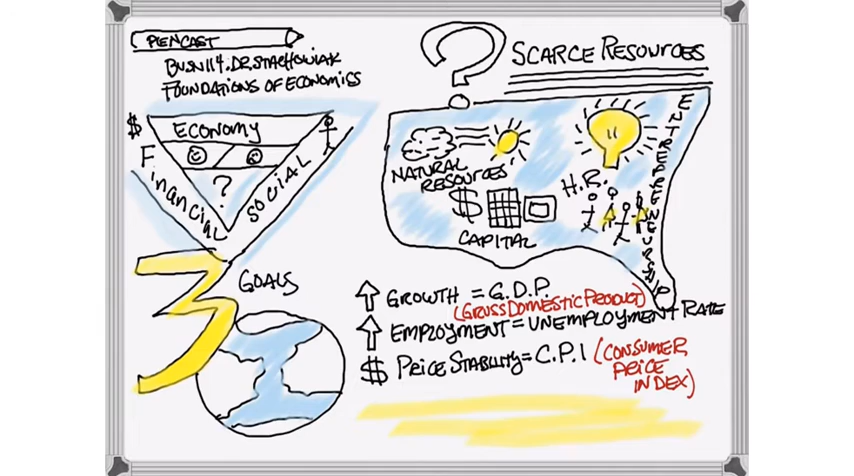 PENCAST
BUSN114. DR. STACHOWIAK
FOUNDATIONS OF ECONOMICS
$
ECONOMY
?
FINANCIAL
SOCIAL
3
GOALS
?
SCARCE RESOURCES
NATURAL
RESOURCES
$
CAPITAL
H.R.
ENTREPRENEURSHIP
GROWTH = G.D.P
(GROSS DOMESTIC PRODUCT)
EMPLOYMENT = UNEMPLOYMENT RATE
$ PRICE STABILITY = C.P.I (CONSUMER
PRICE
INDEX)